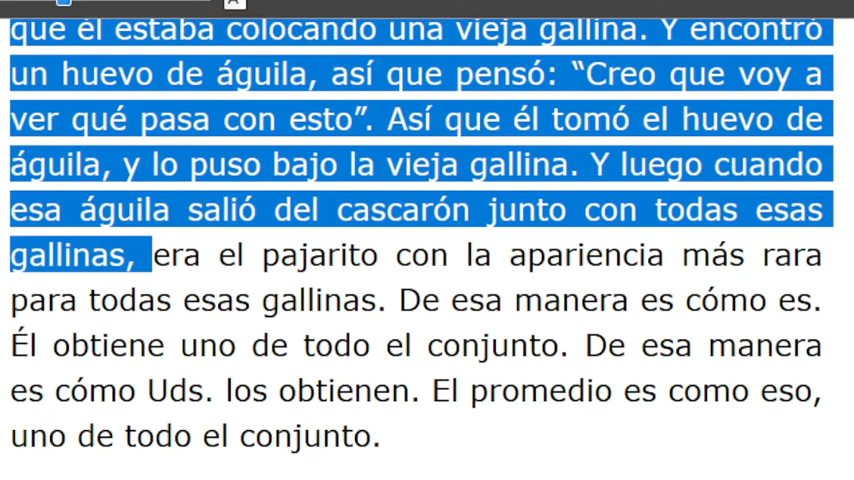 que él estaba colocando una vieja gallina. Y encontró
un huevo de águila, así que pensó: “Creo que voy a
ver qué pasa con esto”. Así que él tomó el huevo de
águila, y lo puso bajo la vieja gallina. Y luego cuando
esa águila salió del cascarón junto con todas esas
gallinas, era el pajarito con la apariencia más rara
para todas esas gallinas. De esa manera es cómo es.
Él obtiene uno de todo el conjunto. De esa manera
es cómo Uds. los obtienen. El promedio es como eso,
uno de todo el conjunto.